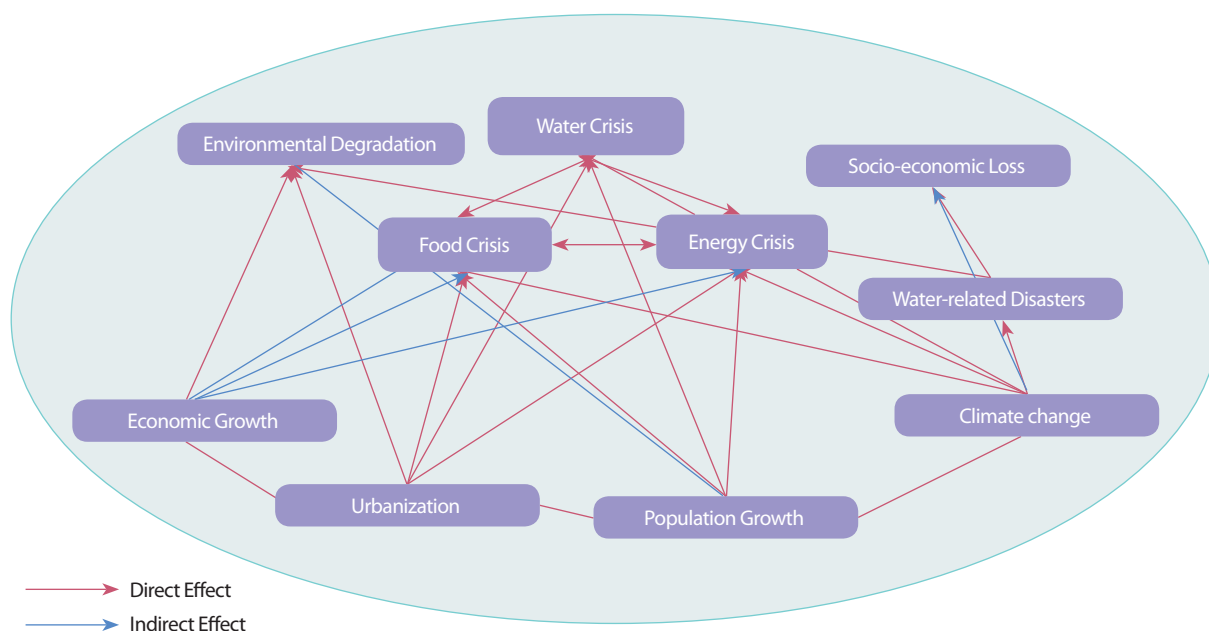 Water Crisis
Environmental Degradation
Socio-economic Loss
Food Crisis
Energy Crisis
Water-related Disasters
Economic Growth
Climate change
Urbanization
Population Growth
Direct Effect
Indirect Effect